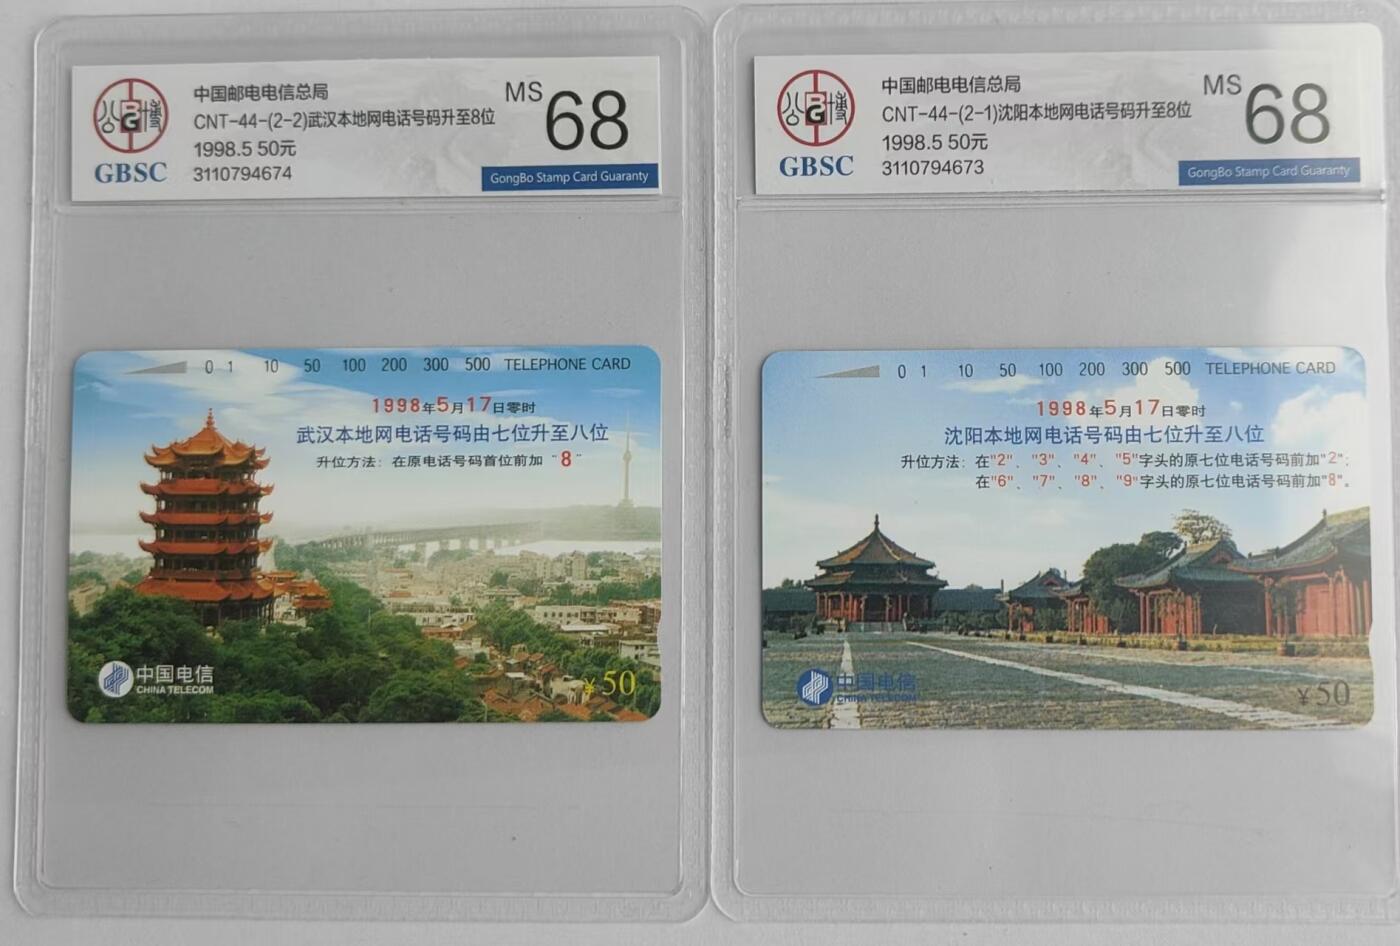 公博
BG
GBSC
中国邮电电信总局
CNT-44-(2-2)武汉本地网电话号码升至8位
1998.5 50元
3110794674
MS 68
GongBo Stamp Card Guaranty
0 1 10 50 100 200 300 500 TELEPHONE CARD
1998年5月17日零时
武汉本地网电话号码由七位升至八位
升位方法：在原电话号码首位前加 "8"
中国电信
CHINA TELECOM
¥50
公博
BG
GBSC
中国邮电电信总局
CNT-44-(2-1)沈阳本地网电话号码升至8位
1998.5 50元
3110794673
MS 68
GongBo Stamp Card Guaranty
0 1 10 50 100 200 300 500 TELEPHONE CARD
1998年5月17日零时
沈阳本地网电话号码由七位升至八位
升位方法：在"2"、"3"、"4"、"5"字头的原七位电话号码前加"2";
在"6"、"7"、"8"、"9"字头的原七位电话号码前加"8"。
中国电信
CHINA TELECOM
¥50